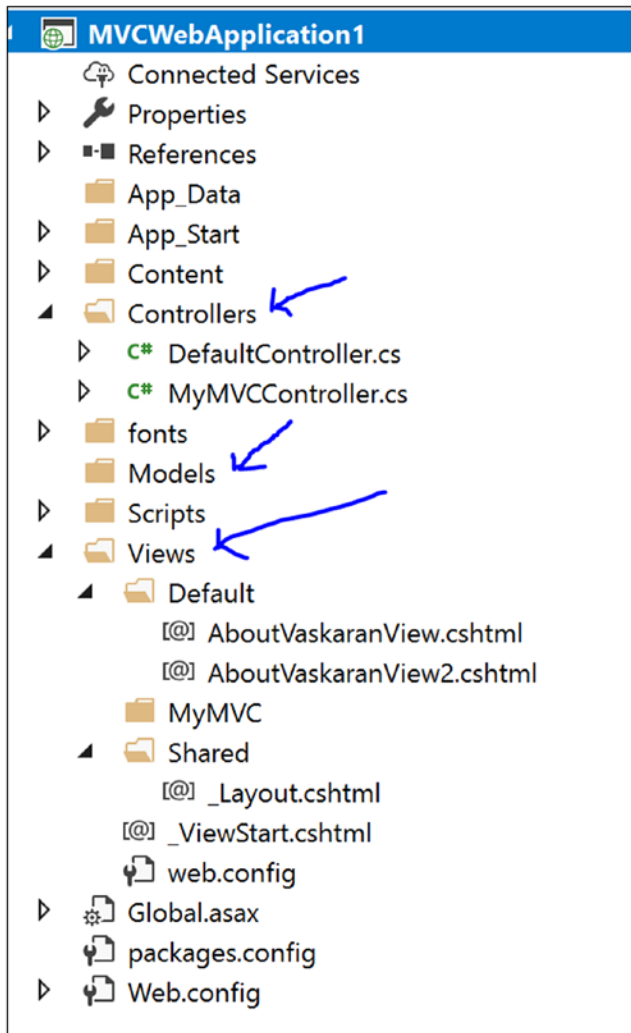 MVCWebApplication1
Connected Services
Properties
References
App_Data
App_Start
Content
Controllers
C# DefaultController.cs
C# MyMVCController.cs
fonts
Models
Scripts
Views
Default
[@] AboutVaskaranView.cshtml
[@] AboutVaskaranView2.cshtml
MyMVC
Shared
[@] _Layout.cshtml
[@] _ViewStart.cshtml
web.config
Global.asax
packages.config
Web.config